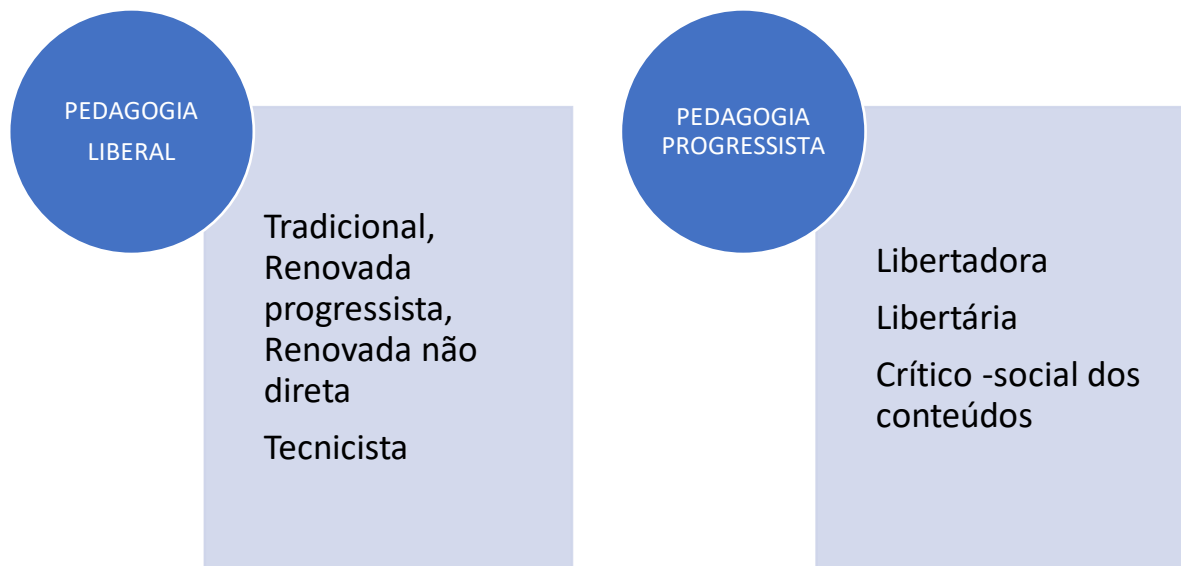 PEDAGOGIA
LIBERAL
Tradicional,
Renovada
progressista,
Renovada não
direta
Tecnicista
PEDAGOGIA
PROGRESSISTA
Libertadora
Libertária
Crítico -social dos
conteúdos